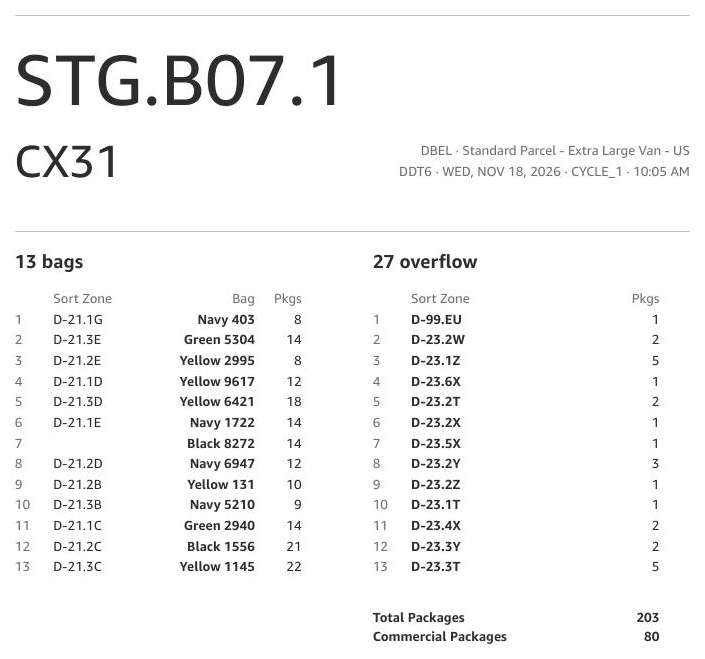 STG.B07.1
CX31
DBEL · Standard Parcel - Extra Large Van - US
DDT6 · WED, NOV 18, 2026 · CYCLE_1 · 10:05 AM
13 bags
Sort Zone Bag Pkgs
1 D-21.1G Navy 403 8
2 D-21.3E Green 5304 14
3 D-21.2E Yellow 2995 8
4 D-21.1D Yellow 9617 12
5 D-21.3D Yellow 6421 18
6 D-21.1E Navy 1722 14
7 Black 8272 14
8 D-21.2D Navy 6947 12
9 D-21.2B Yellow 131 10
10 D-21.3B Navy 5210 9
11 D-21.1C Green 2940 14
12 D-21.2C Black 1556 21
13 D-21.3C Yellow 1145 22
27 overflow
Sort Zone Pkgs
1 D-99.EU 1
2 D-23.2W 2
3 D-23.1Z 5
4 D-23.6X 1
5 D-23.2T 2
6 D-23.2X 1
7 D-23.5X 1
8 D-23.2Y 3
9 D-23.2Z 1
10 D-23.1T 1
11 D-23.4X 2
12 D-23.3Y 2
13 D-23.3T 5
Total Packages 203
Commercial Packages 80